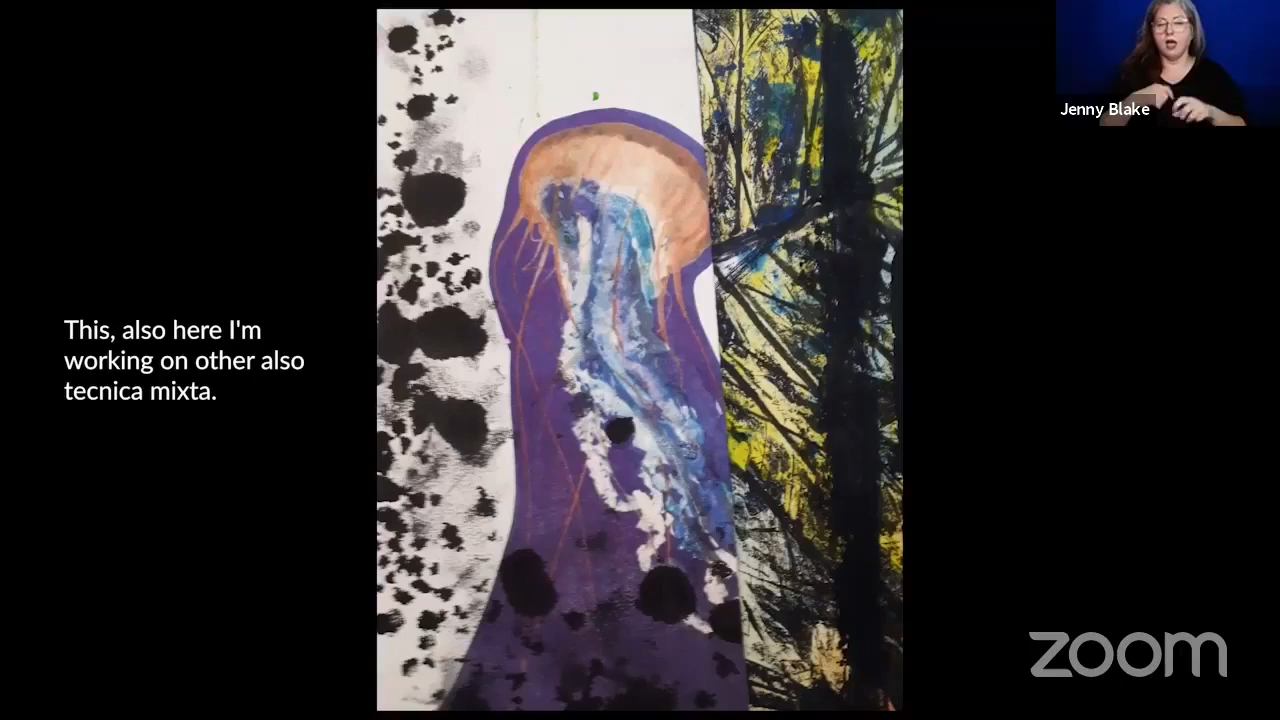 Jenny Blake
This, also here I'm
working on other also
tecnica mixta.
zoom